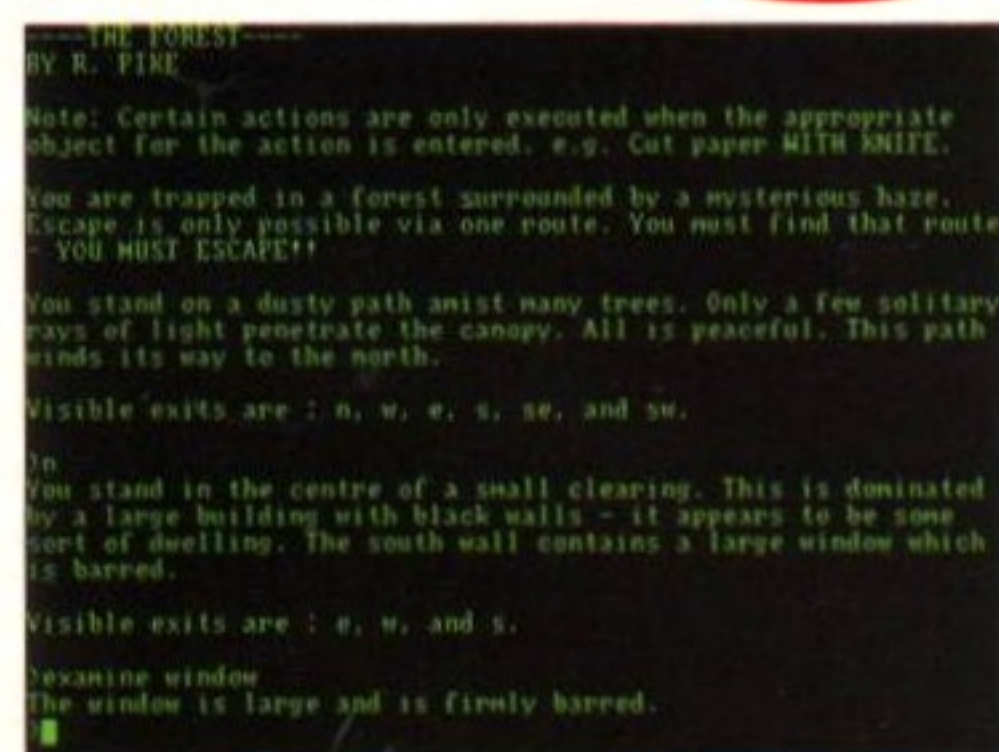 ----THE FOREST----
BY R. PIKE
Note: Certain actions are only executed when the appropriate
object for the action is entered. e.g. Cut paper WITH KNIFE.
You are trapped in a forest surrounded by a mysterious haze.
Escape is only possible via one route. You must find that route
- YOU MUST ESCAPE!!
You stand on a dusty path amist many trees. Only a few solitary
rays of light penetrate the canopy. All is peaceful. This path
winds its way to the north.
Visible exits are : n, w, e, s, se, and sw.
>n
You stand in the centre of a small clearing. This is dominated
by a large building with black walls - it appears to be some
sort of dwelling. The south wall contains a large window which
is barred.
Visible exits are : e, w, and s.
>examine window
The window is large and is firmly barred.
>